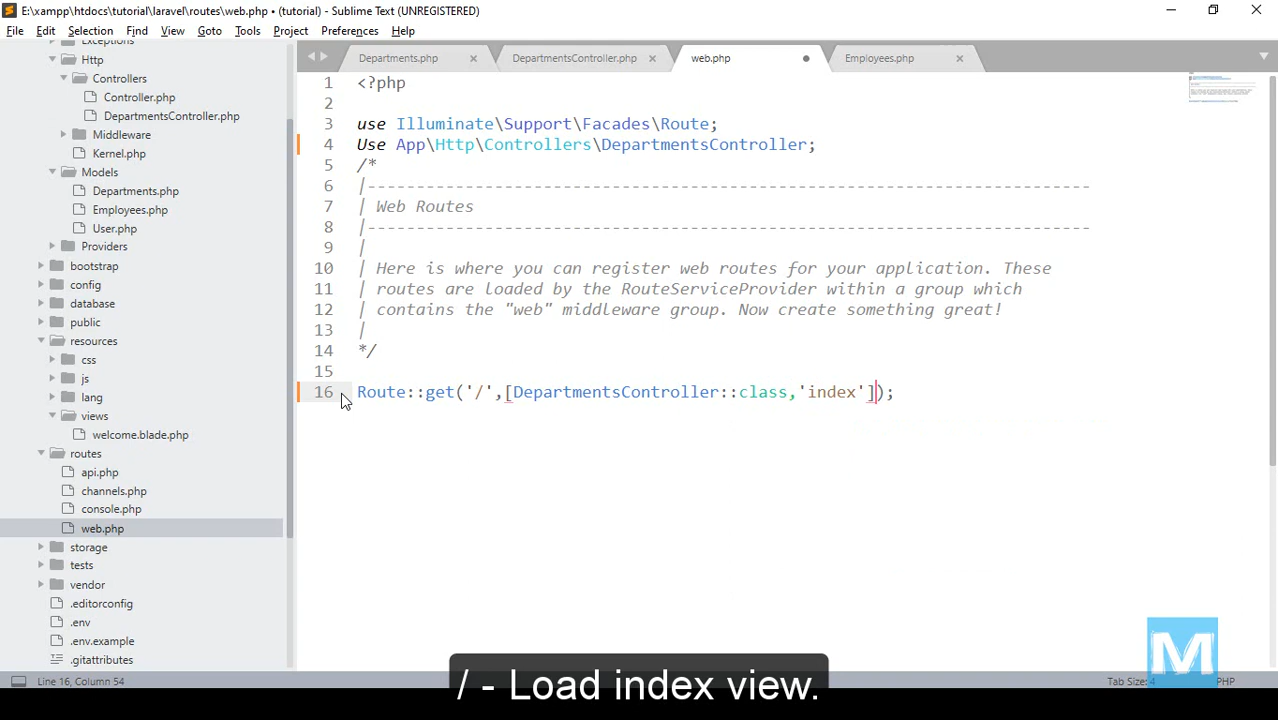 E:\xampp\htdocs\tutorial\laravel\routes\web.php • (tutorial) - Sublime Text (UNREGISTERED)
File Edit Selection Find View Goto Tools Project Preferences Help
Exceptions
Http
Controllers
Controller.php
DepartmentsController.php
Middleware
Kernel.php
Models
Departments.php
Employees.php
User.php
Providers
bootstrap
config
database
public
resources
css
js
lang
views
welcome.blade.php
routes
api.php
channels.php
console.php
web.php
storage
tests
vendor
.editorconfig
.env
.env.example
.gitattributes
Departments.php DepartmentsController.php web.php Employees.php
1 <?php
2
3 use Illuminate\Support\Facades\Route;
4 Use App\Http\Controllers\DepartmentsController;
5 /*
6 |--------------------------------------------------------------------------
7 | Web Routes
8 |--------------------------------------------------------------------------
9 |
10 | Here is where you can register web routes for your application. These
11 | routes are loaded by the RouteServiceProvider within a group which
12 | contains the "web" middleware group. Now create something great!
13 |
14 */
15
16 Route::get('/',[DepartmentsController::class,'index']);
M
/ - Load index view.
Line 16, Column 54 Tab Size: 4 PHP